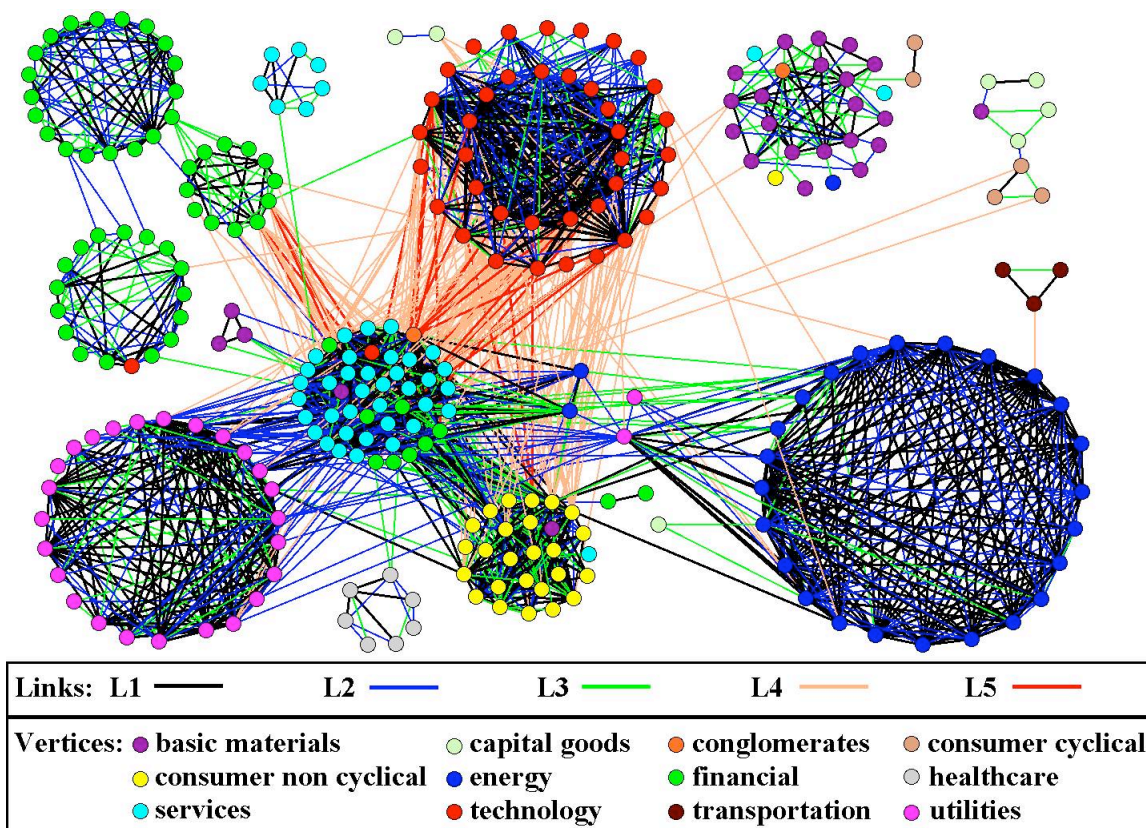 Links: L1 L2 L3 L4 L5
Vertices: basic materials capital goods conglomerates consumer cyclical
consumer non cyclical energy financial healthcare
services technology transportation utilities